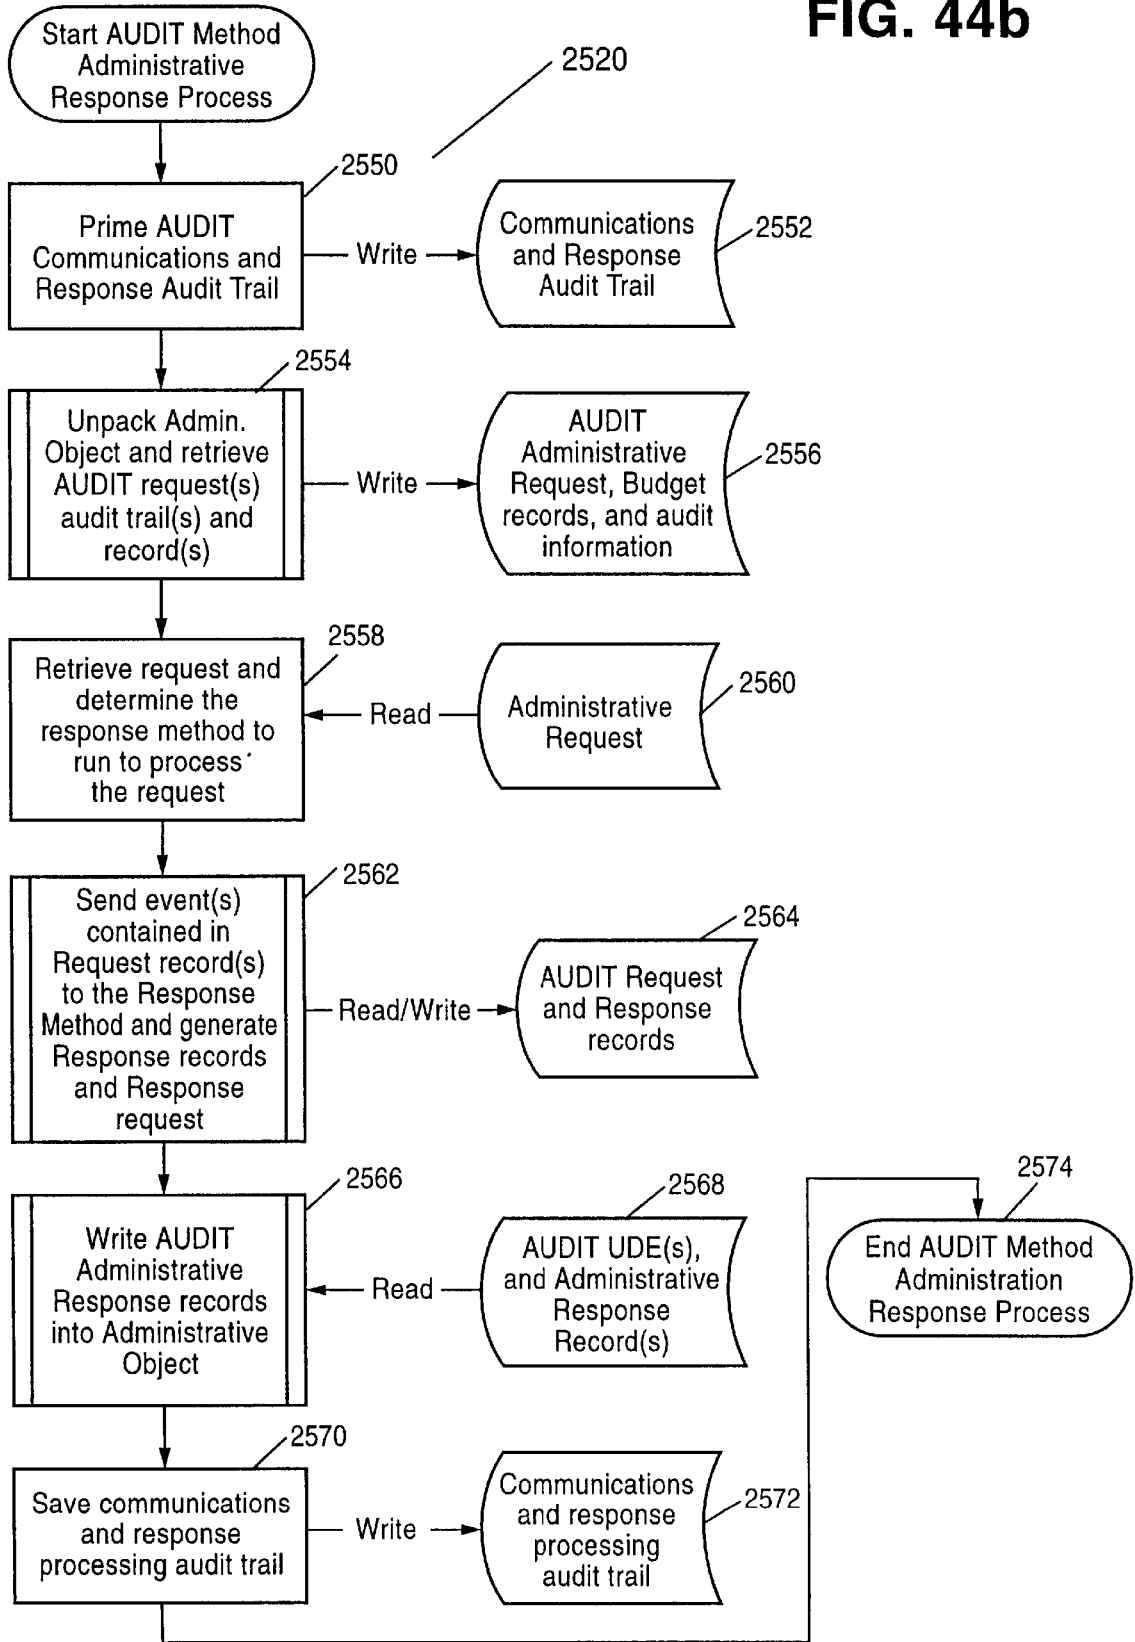 FIG. 44b
Start AUDIT Method
Administrative
Response Process
2520
2550
Prime AUDIT
Communications and
Response Audit Trail
Write
Communications
and Response
Audit Trail
2552
2554
Unpack Admin.
Object and retrieve
AUDIT request(s)
audit trail(s) and
record(s)
Write
AUDIT
Administrative
Request, Budget
records, and audit
information
2556
2558
Retrieve request and
determine the
response method to
run to process
the request
Read
Administrative
Request
2560
2562
Send event(s)
contained in
Request record(s)
to the Response
Method and generate
Response records
and Response
request
Read/Write
AUDIT Request
and Response
records
2564
2566
Write AUDIT
Administrative
Response records
into Administrative
Object
Read
AUDIT UDE(s),
and Administrative
Response
Record(s)
2568
2570
Save communications
and response
processing audit trail
Write
Communications
and response
processing
audit trail
2572
2574
End AUDIT Method
Administration
Response Process